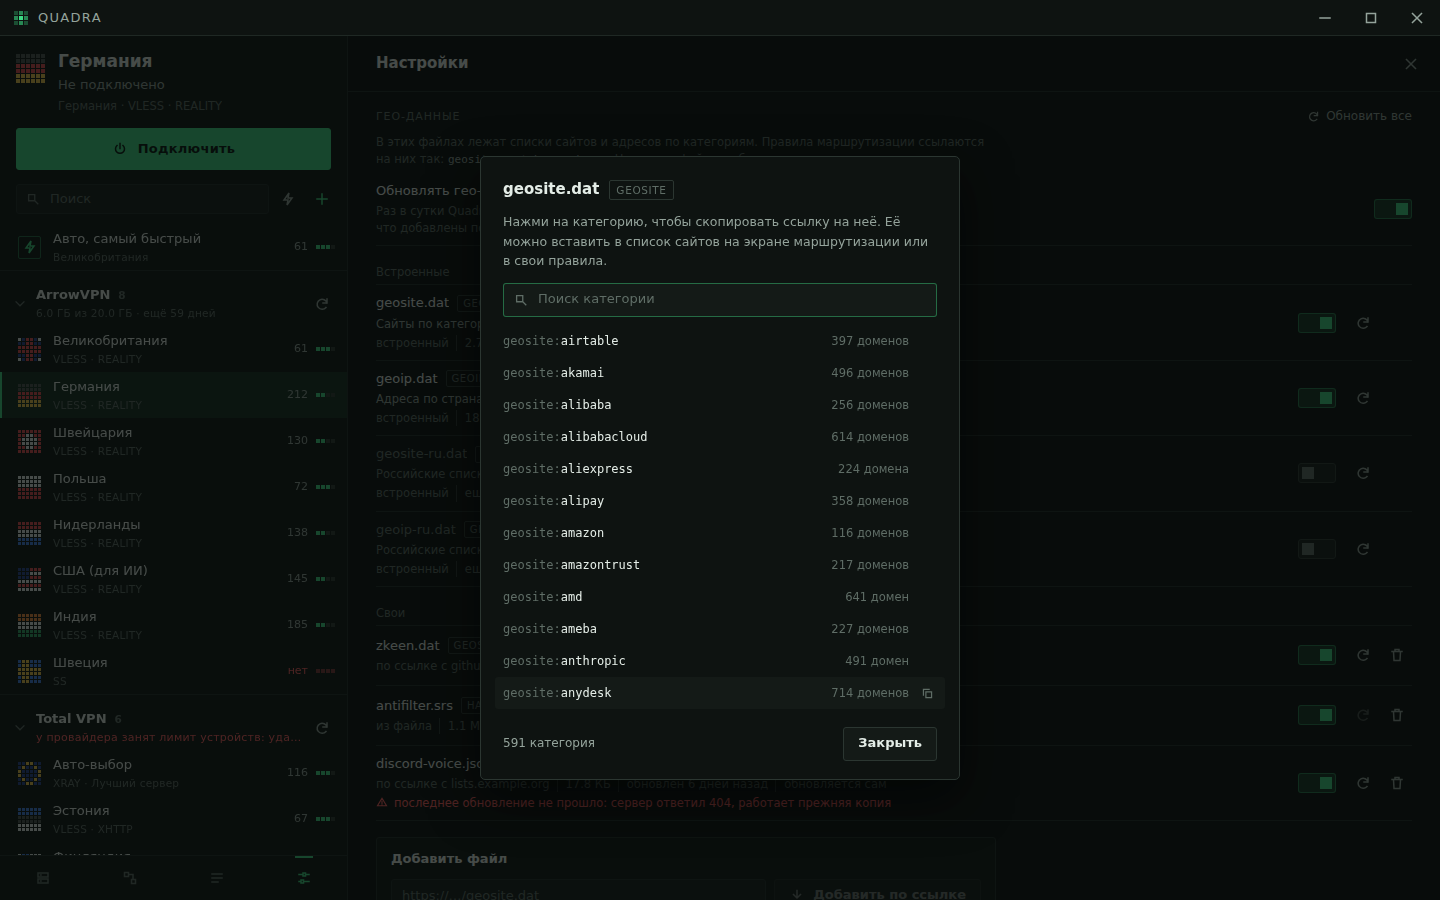 QUADRA
Германия
Не подключено
Германия · VLESS · REALITY
Подключить
Поиск
Авто, самый быстрый
Великобритания
61
ArrowVPN 8
6.0 ГБ из 20.0 ГБ · ещё 59 дней
Великобритания
VLESS · REALITY
61
Германия
VLESS · REALITY
212
Швейцария
VLESS · REALITY
130
Польша
VLESS · REALITY
72
Нидерланды
VLESS · REALITY
138
США (для ИИ)
VLESS · REALITY
145
Индия
VLESS · REALITY
185
Швеция
SS
нет
Total VPN 6
у провайдера занят лимит устройств: уда…
Авто-выбор
XRAY · Лучший сервер
116
Эстония
VLESS · XHTTP
67
Настройки
ГЕО-ДАННЫЕ
Обновить все
В этих файлах лежат списки сайтов и адресов по категориям. Правила маршрутизации ссылаются
на них так:
Обновлять гео-
Раз в сутки Quad
что добавлены
Встроенные
geosite.dat
Сайты по категор
встроенный
geoip.dat
Адреса по страна
встроенный
geosite-ru.dat
Российские списк
встроенный
geoip-ru.dat
Российские списк
встроенный
Свои
zkeen.dat
по ссылке с githu
antifilter.srs
из файла 1.1 М
discord-voice.jso
по ссылке с lists.example.org 17.8 КБ обновлён 6 дней назад обновляется сам
последнее обновление не прошло: сервер ответил 404, работает прежняя копия
Добавить файл
https://…/geosite.dat
Добавить по ссылке
geosite.dat GEOSITE
Нажми на категорию, чтобы скопировать ссылку на неё. Её
можно вставить в список сайтов на экране маршрутизации или
в свои правила.
Поиск категории
geosite:airtable 397 доменов
geosite:akamai 496 доменов
geosite:alibaba 256 доменов
geosite:alibabacloud 614 доменов
geosite:aliexpress 224 домена
geosite:alipay 358 доменов
geosite:amazon 116 доменов
geosite:amazontrust 217 доменов
geosite:amd 641 домен
geosite:ameba 227 доменов
geosite:anthropic 491 домен
geosite:anydesk 714 доменов
591 категория
Закрыть